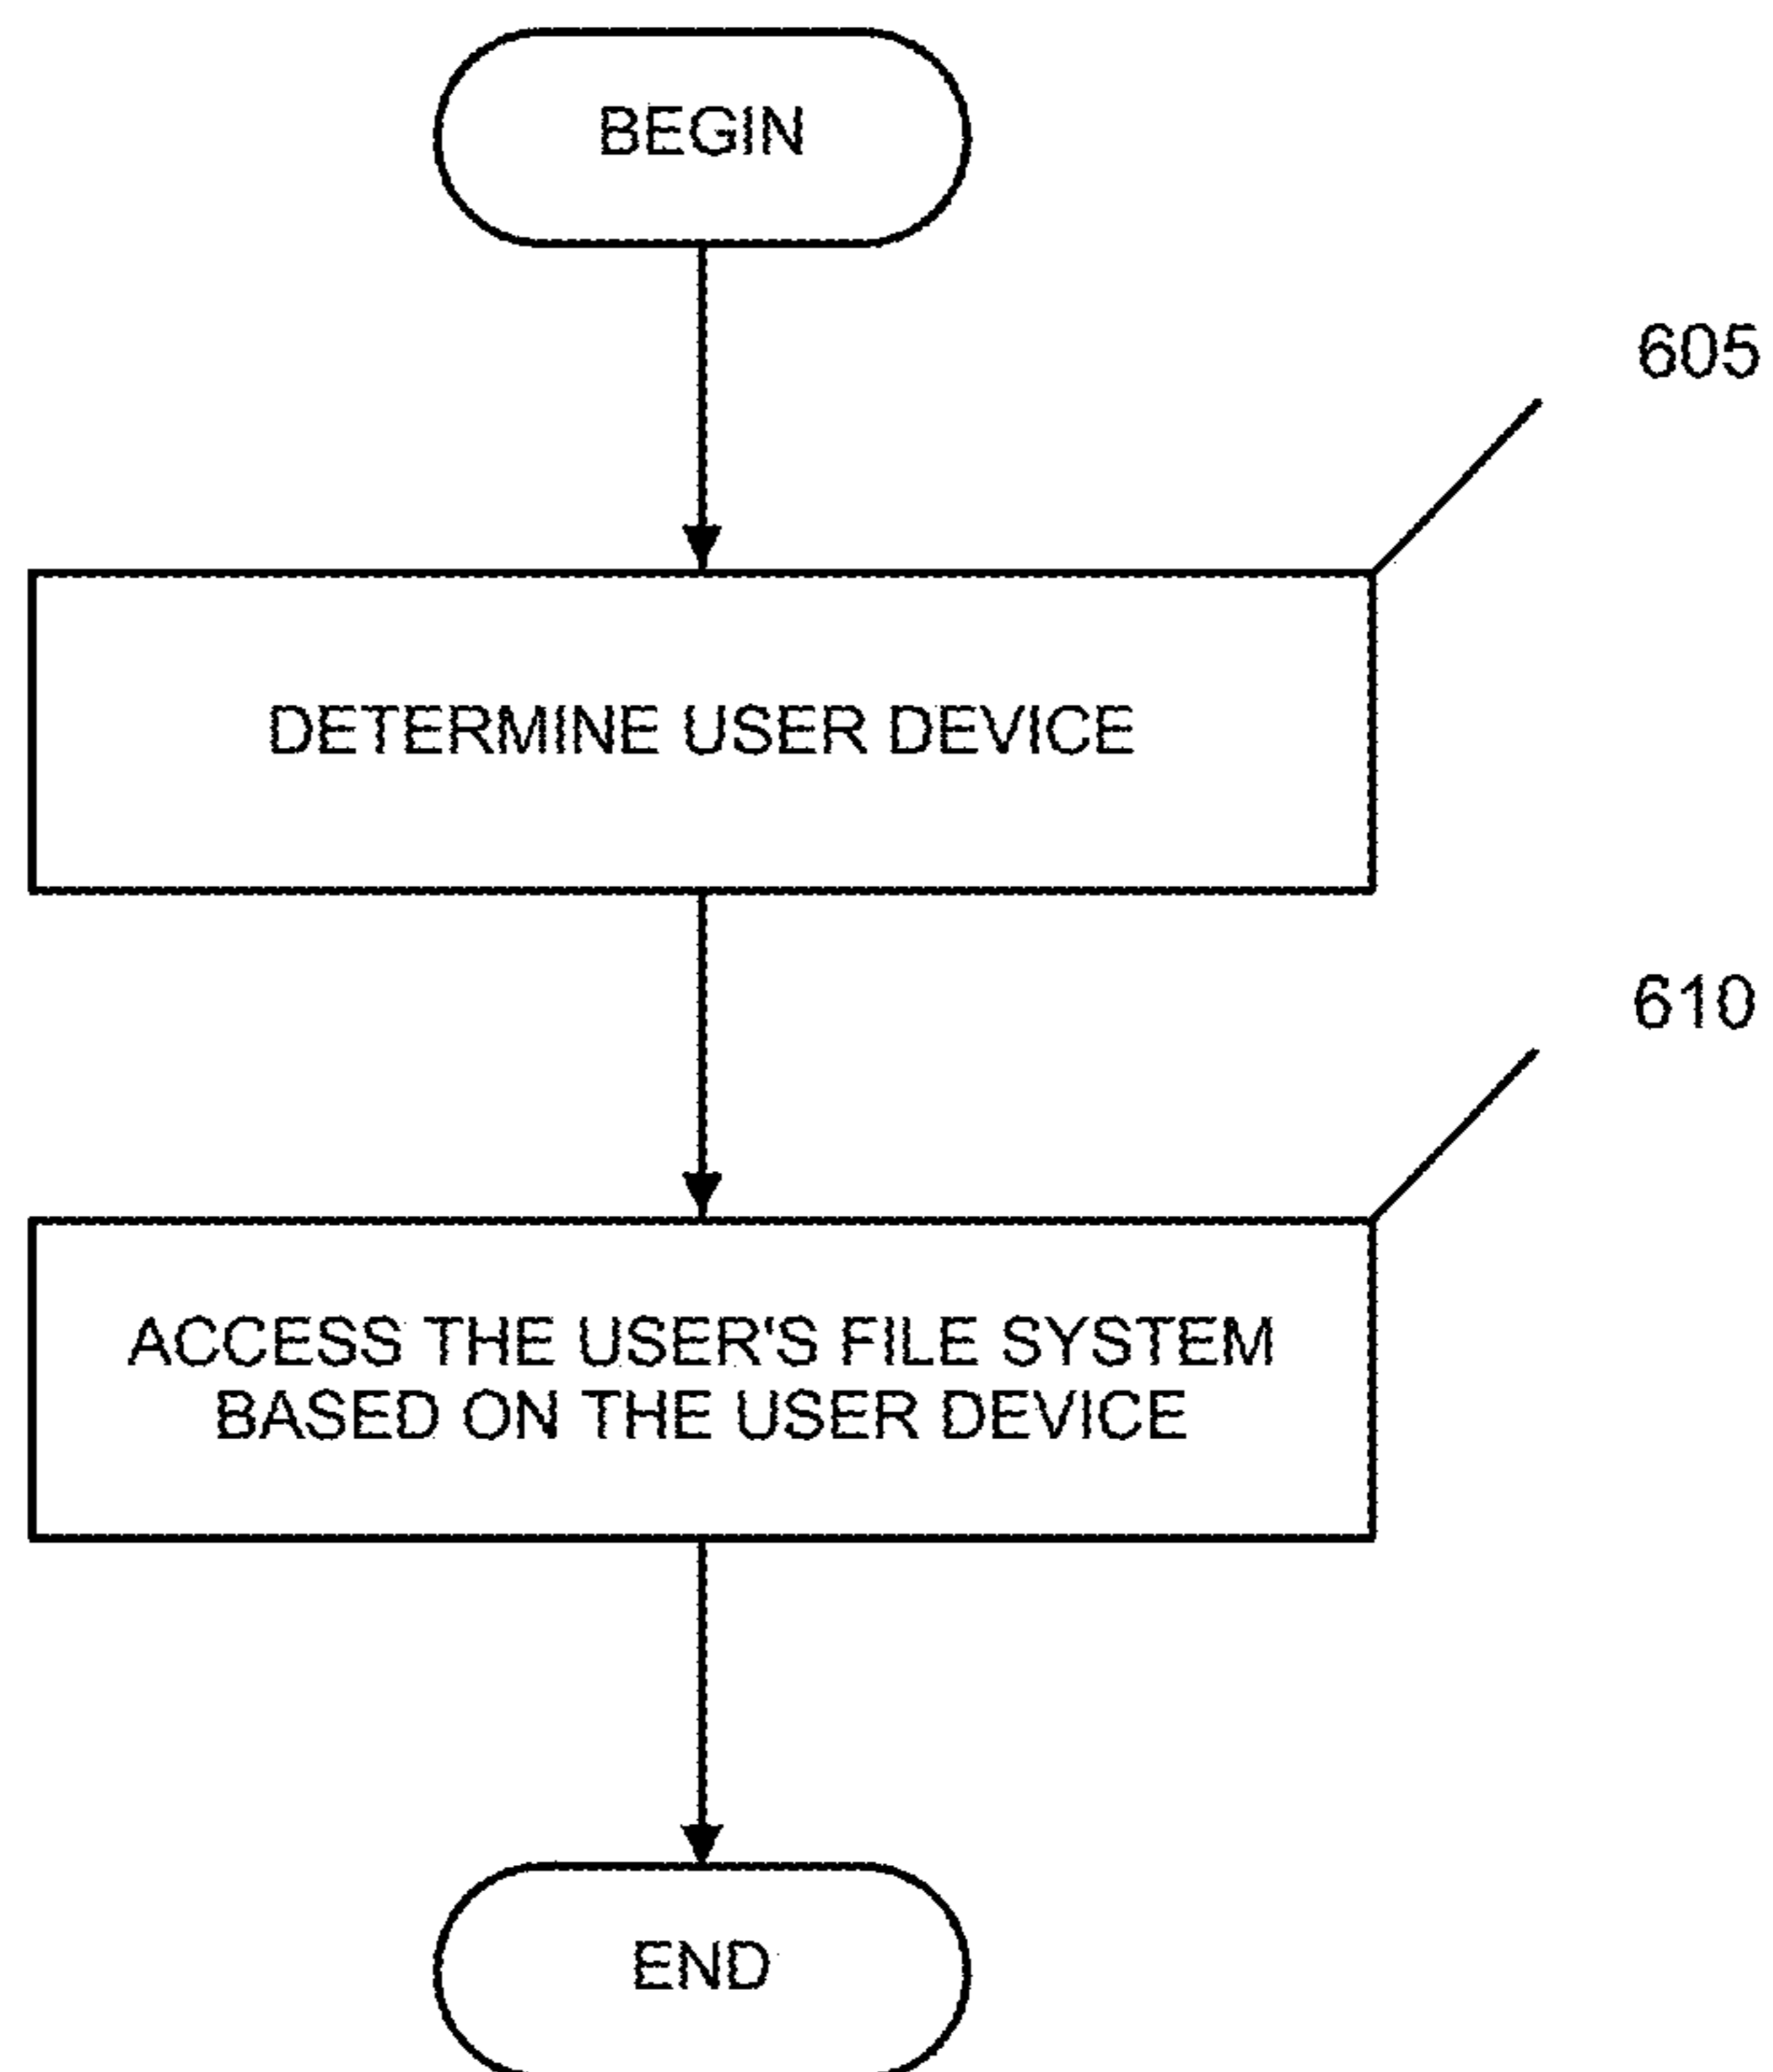 BEGIN
605
DETERMINE USER DEVICE
610
ACCESS THE USER'S FILE SYSTEM
BASED ON THE USER DEVICE
END